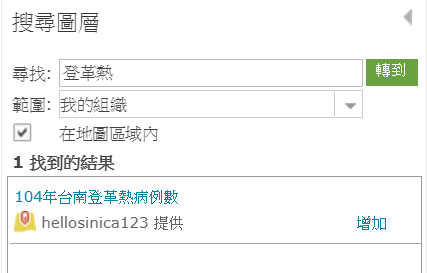 搜尋圖層
尋找: 登革熱 轉到
範圍: 我的組織
在地圖區域內
1 找到的結果
104年台南登革熱病例數
hellosinica123 提供 增加